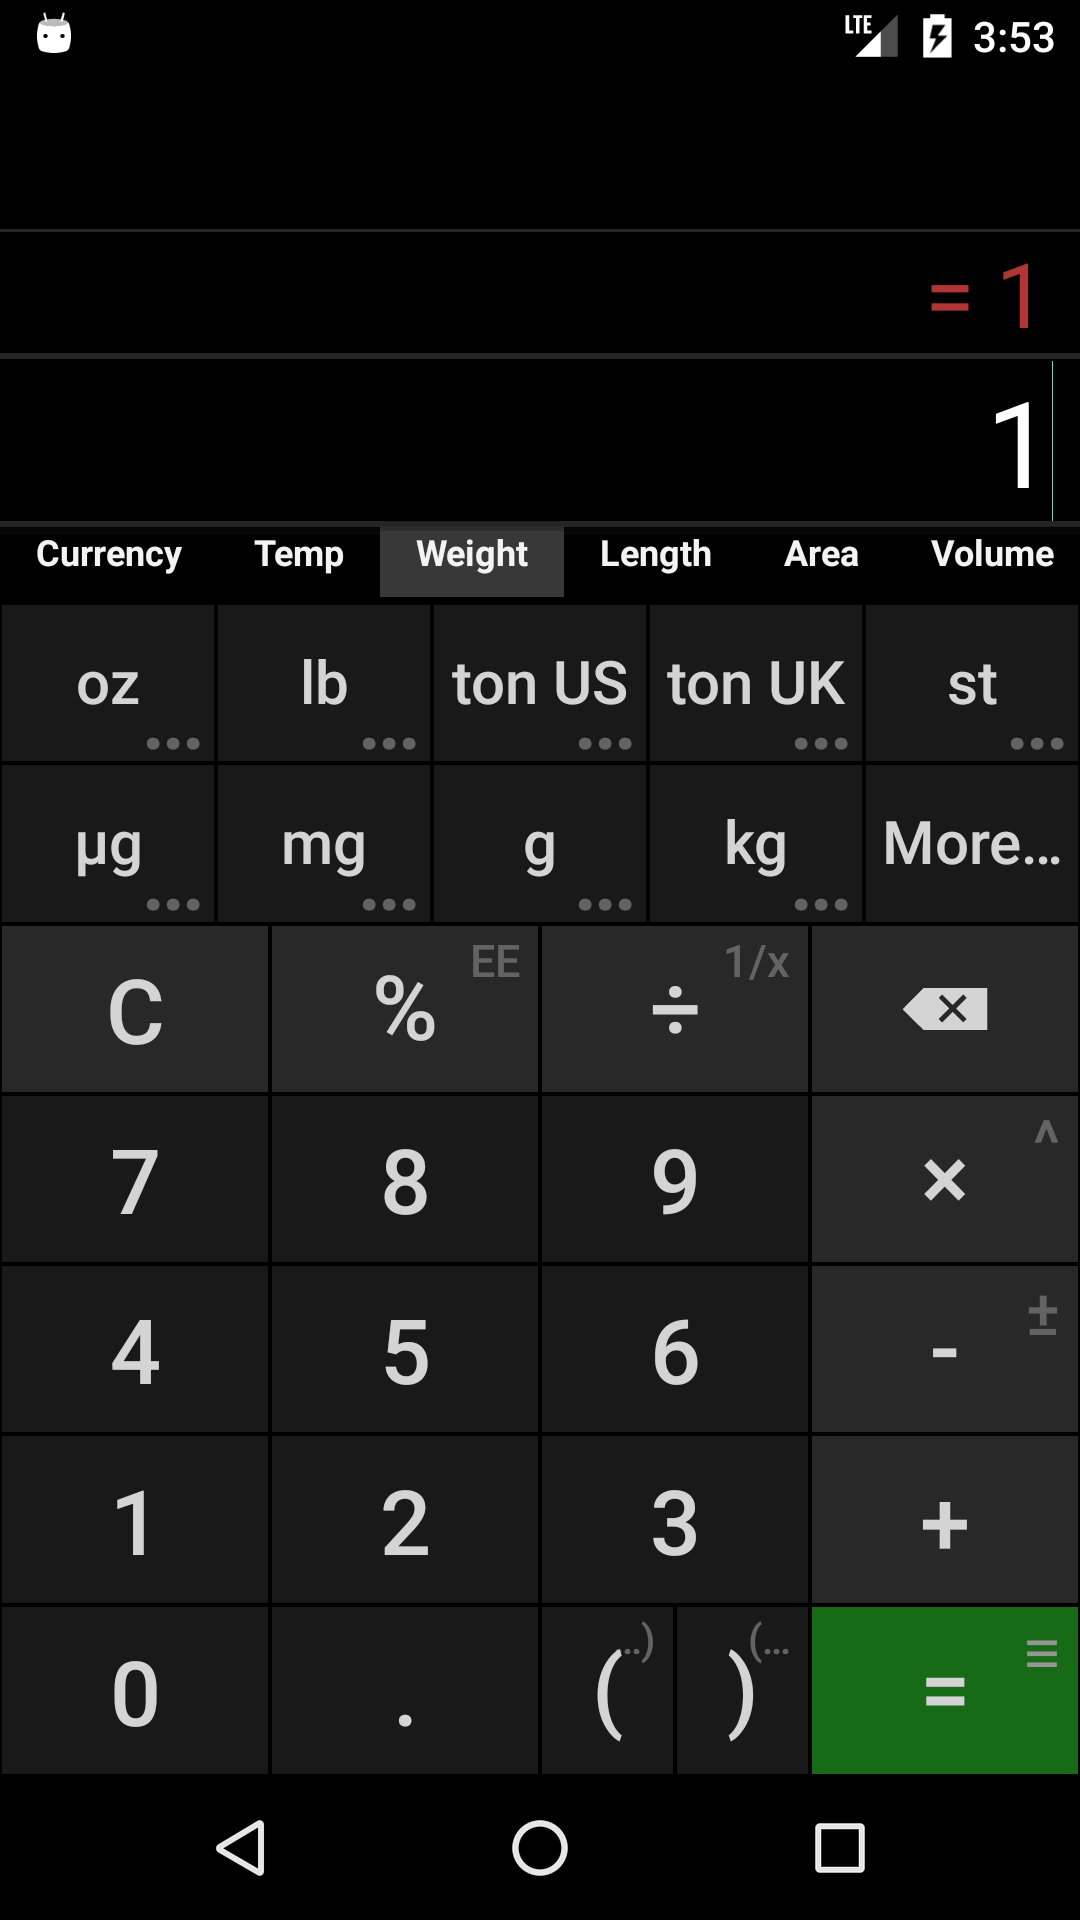 LTE 3:53
= 1
1
Currency Temp Weight Length Area Volume
oz lb ton US ton UK st
µg mg g kg More...
C % EE ÷ 1/x
7 8 9 × ^
4 5 6 - ±
1 2 3 +
0 . ( ..) ) (... =